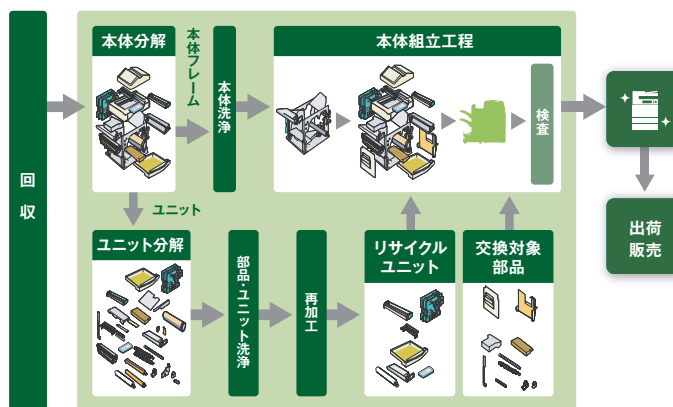 回収
本体分解
本体フレーム
本体洗浄
本体組立工程
検査
ユニット
ユニット分解
部品・ユニット洗浄
再加工
リサイクル
ユニット
交換対象
部品
出荷
販売